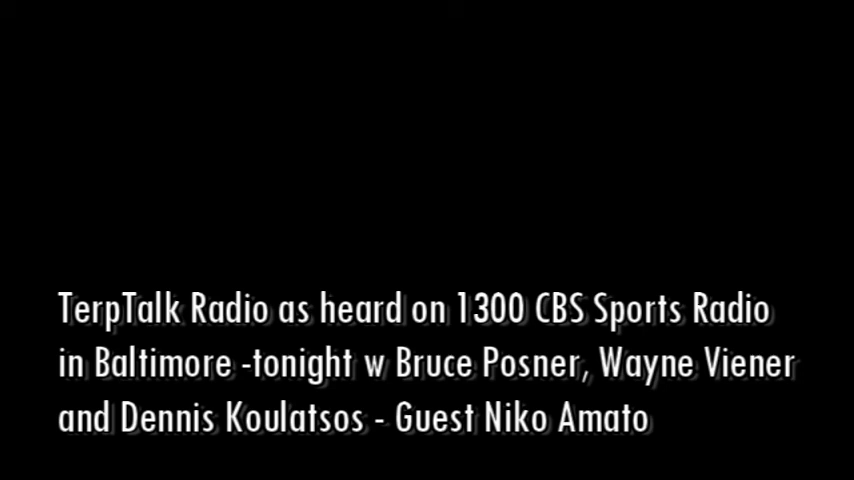 TerpTalk Radio as heard on 1300 CBS Sports Radio
in Baltimore -tonight w Bruce Posner, Wayne Viener
and Dennis Koulatsos - Guest Niko Amato